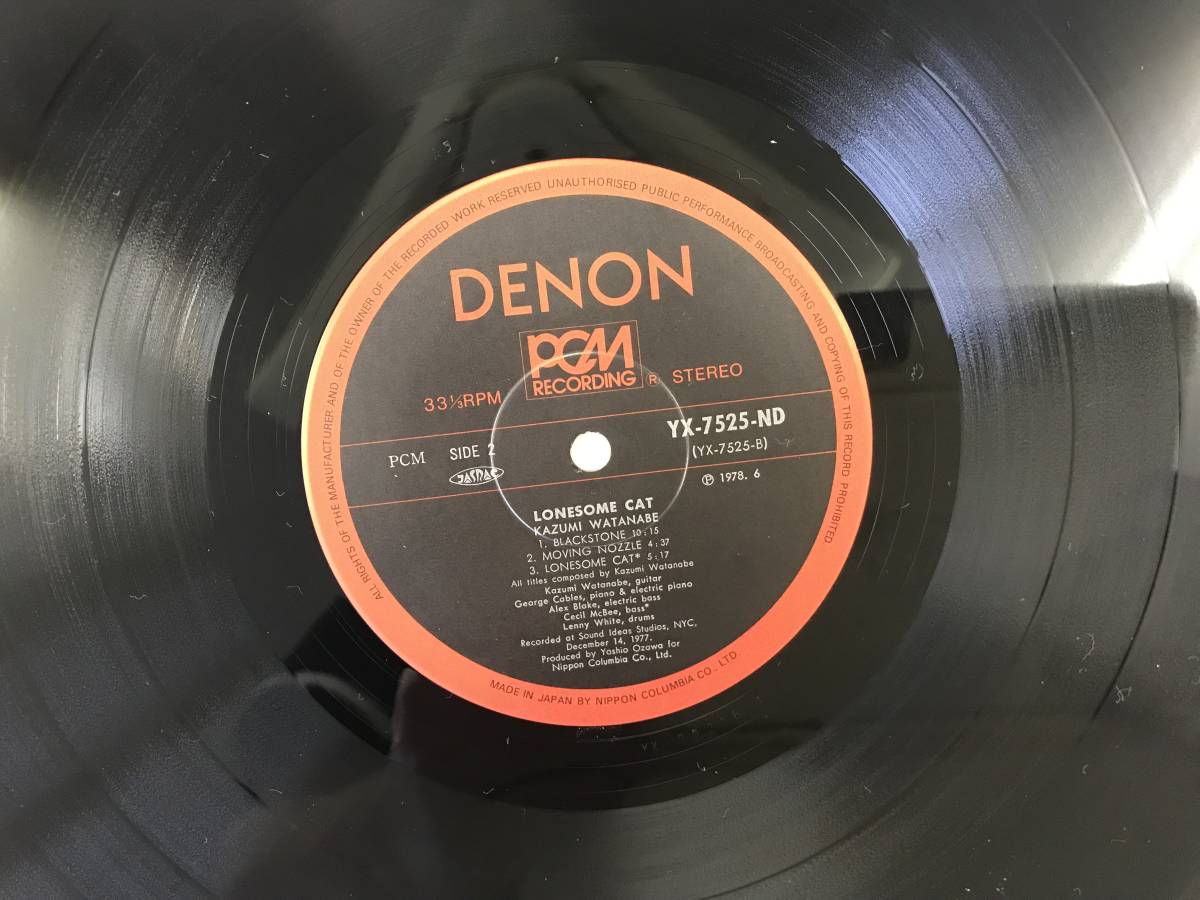 ALL RIGHTS OF THE MANUFACTURER AND OF THE OWNER OF THE RECORDED WORK RESERVED UNAUTHORISED PUBLIC PERFORMANCE BROADCASTING AND COPYING OF THIS RECORD PROHIBITED
DENON
PCM
RECORDING
33⅓RPM
Ⓡ STEREO
PCM SIDE 2
JASRAC
YX-7525-ND
(YX-7525-B)
Ⓟ 1978. 6
LONESOME CAT
KAZUMI WATANABE
1. BLACKSTONE 10:15
2. MOVING NOZZLE 4:37
3. LONESOME CAT* 5:17
All titles composed by Kazumi Watanabe
Kazumi Watanabe, guitar
George Cables, piano & electric piano
Alex Blake, electric bass
Cecil McBee, bass*
Lenny White, drums
Recorded at Sound Ideas Studios, NYC,
December 14, 1977.
Produced by Yoshio Ozawa for
Nippon Columbia Co., Ltd.
MADE IN JAPAN BY NIPPON COLUMBIA CO., LTD.